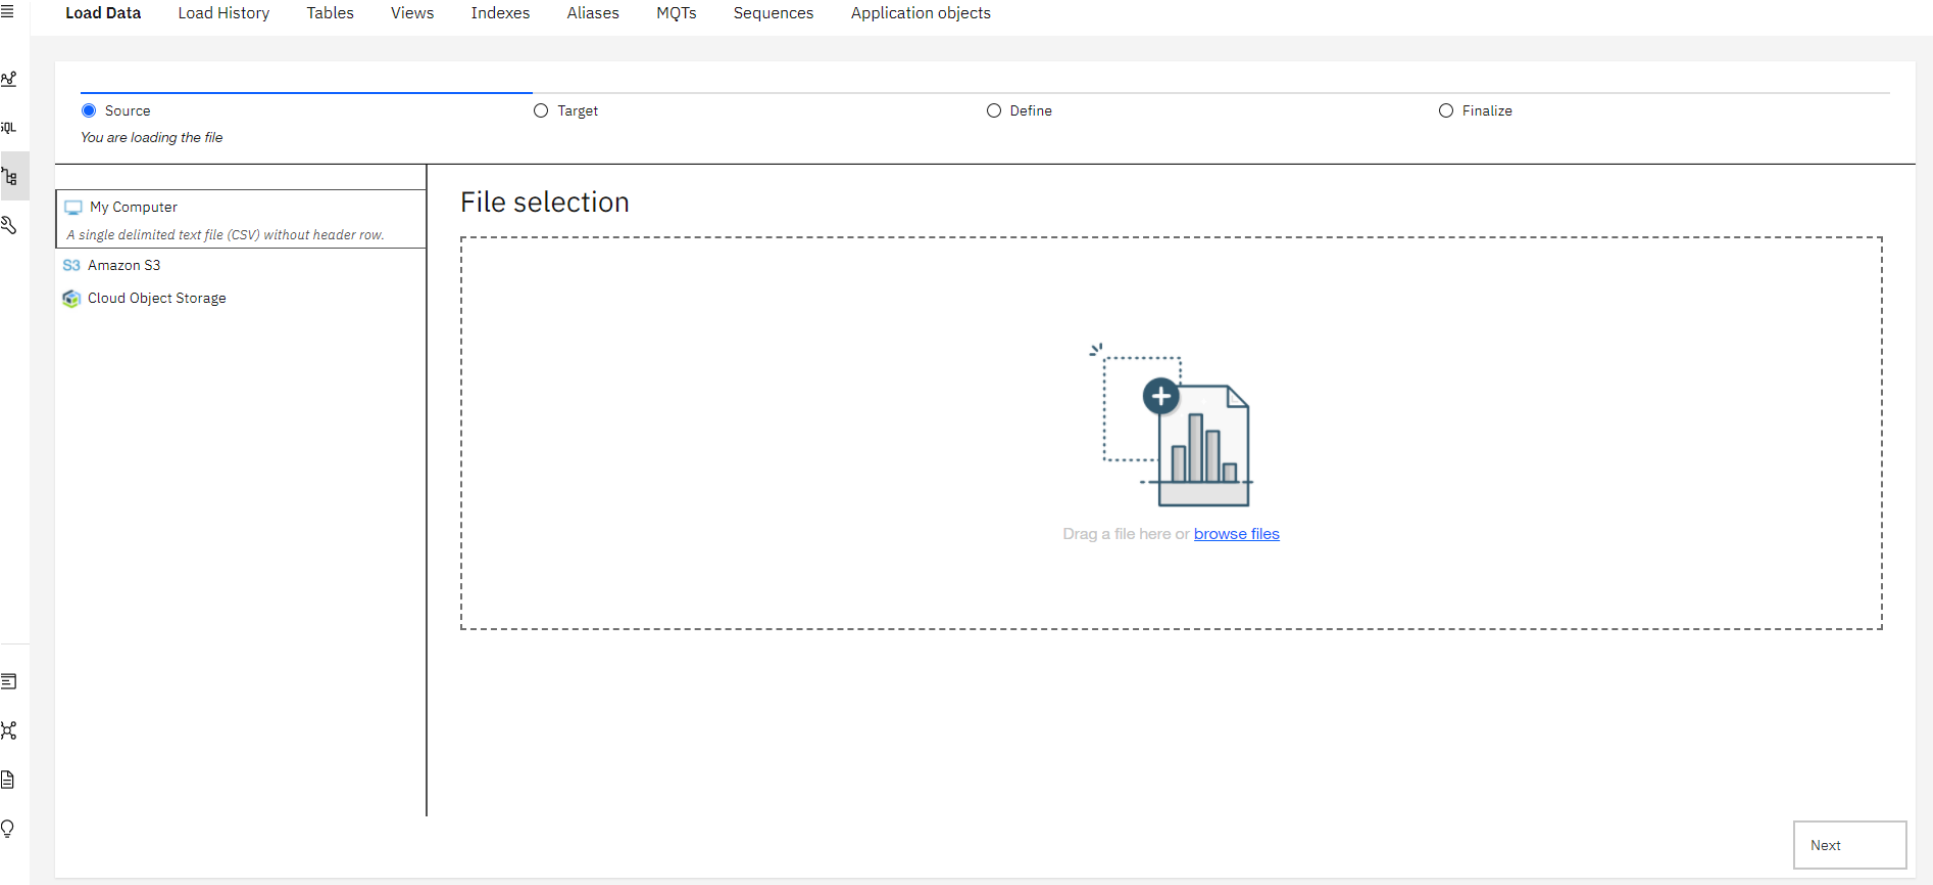 Load Data Load History Tables Views Indexes Aliases MQTs Sequences Application objects
Source Target Define Finalize
You are loading the file
SQL
My Computer
A single delimited text file (CSV) without header row.
S3 Amazon S3
Cloud Object Storage
File selection
Drag a file here or browse files
Next